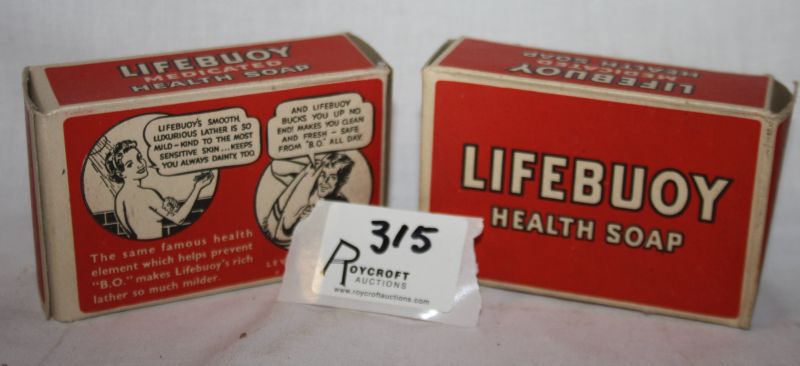 LIFEBUOY
MEDICATED
HEALTH SOAP
LIFEBUOY'S SMOOTH,
LUXURIOUS LATHER IS SO
MILD - KIND TO THE MOST
SENSITIVE SKIN... KEEPS
YOU ALWAYS DAINTY, TOO.
AND LIFEBUOY
BUCKS YOU UP NO
END! MAKES YOU CLEAN
AND FRESH - SAFE
FROM "B.O." ALL DAY.
The same famous health
element which helps prevent
"B.O." makes Lifebuoy's rich
lather so much milder.
315
ROYCROFT
AUCTIONS
www.roycroftauctions.com
LIFEBUOY
MEDICATED
HEALTH SOAP
LIFEBUOY
HEALTH SOAP